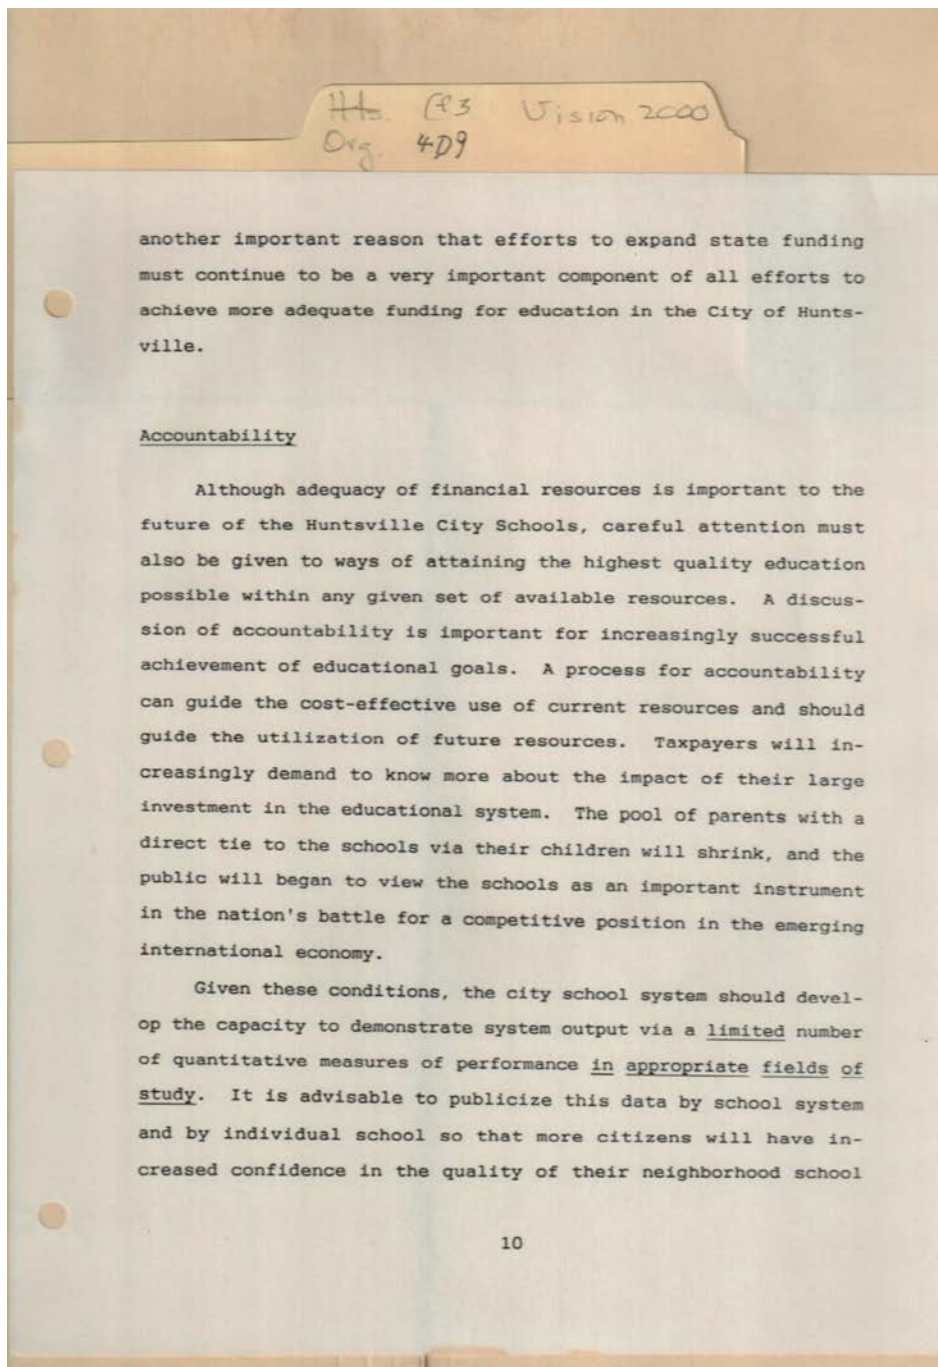 Hts. Cf3 Vision 2000
Org. 4D9
another important reason that efforts to expand state funding
must continue to be a very important component of all efforts to
achieve more adequate funding for education in the City of Hunts-
ville.
Accountability
Although adequacy of financial resources is important to the
future of the Huntsville City Schools, careful attention must
also be given to ways of attaining the highest quality education
possible within any given set of available resources. A discus-
sion of accountability is important for increasingly successful
achievement of educational goals. A process for accountability
can guide the cost-effective use of current resources and should
guide the utilization of future resources. Taxpayers will in-
creasingly demand to know more about the impact of their large
investment in the educational system. The pool of parents with a
direct tie to the schools via their children will shrink, and the
public will began to view the schools as an important instrument
in the nation's battle for a competitive position in the emerging
international economy.
Given these conditions, the city school system should devel-
op the capacity to demonstrate system output via a limited number
of quantitative measures of performance in appropriate fields of
study. It is advisable to publicize this data by school system
and by individual school so that more citizens will have in-
creased confidence in the quality of their neighborhood school
10